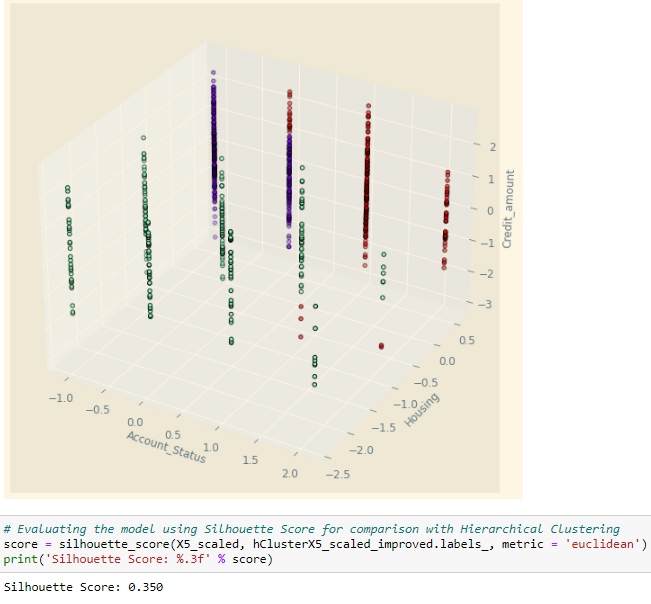 2
1
0
−1
−2
−3
Credit_amount
0.5
0.0
−0.5
−1.0
−1.5
−2.0
−2.5
Housing
−1.0
−0.5
0.0
0.5
1.0
1.5
2.0
Account_Status
# Evaluating the model using Silhouette Score for comparison with Hierarchical Clustering
score = silhouette_score(X5_scaled, hClusterX5_scaled_improved.labels_, metric = 'euclidean')
print('Silhouette Score: %.3f' % score)
Silhouette Score: 0.350